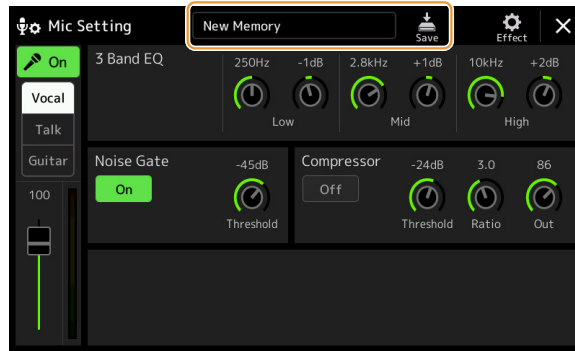 Mic Setting New Memory Save Effect
On
Vocal
Talk
Guitar
100
3 Band EQ
250Hz -1dB 2.8kHz +1dB 10kHz +2dB
Low Mid High
Noise Gate
On
-45dB
Threshold
Compressor
Off
-24dB 3.0 86
Threshold Ratio Out